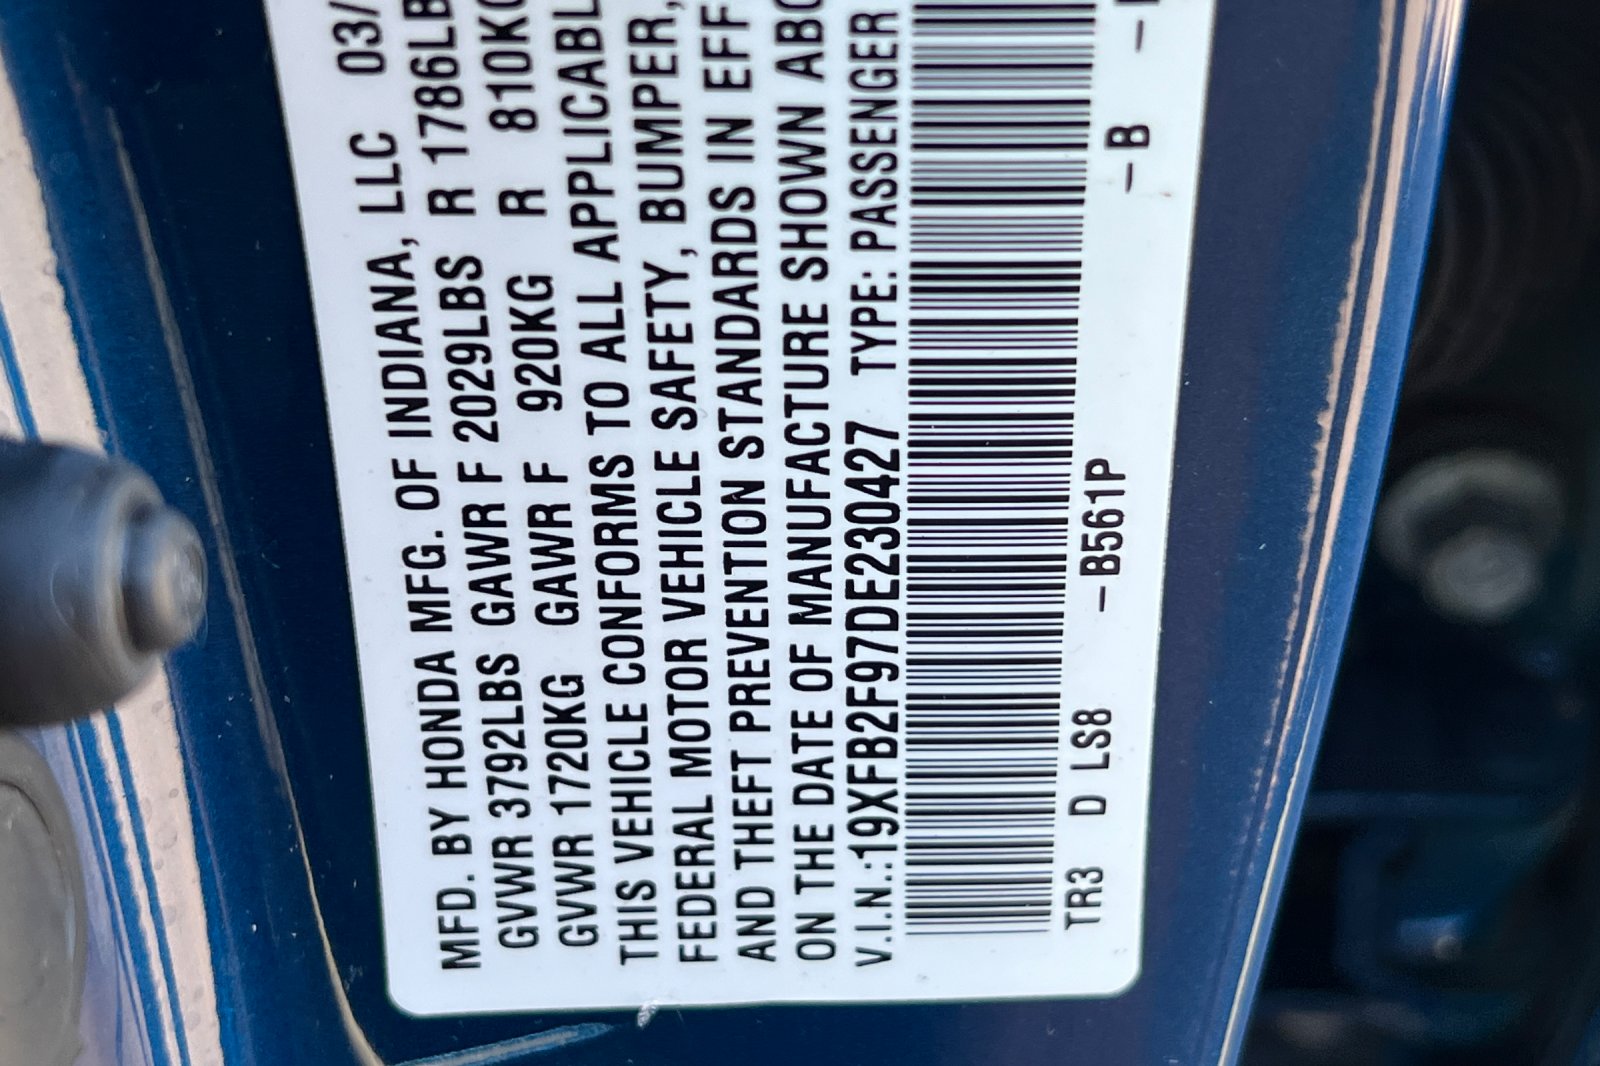 MFD. BY HONDA MFG. OF INDIANA, LLC 03/
GVWR 3792LBS GAWR F 2029LBS R 1786LB
GVWR 1720KG GAWR F 920KG R 810KG
THIS VEHICLE CONFORMS TO ALL APPLICABL
FEDERAL MOTOR VEHICLE SAFETY, BUMPER,
AND THEFT PREVENTION STANDARDS IN EFF
ON THE DATE OF MANUFACTURE SHOWN ABO
V.I.N.:19XFB2F97DE230427 TYPE: PASSENGER
TR3 D LS8 –B561P –B –